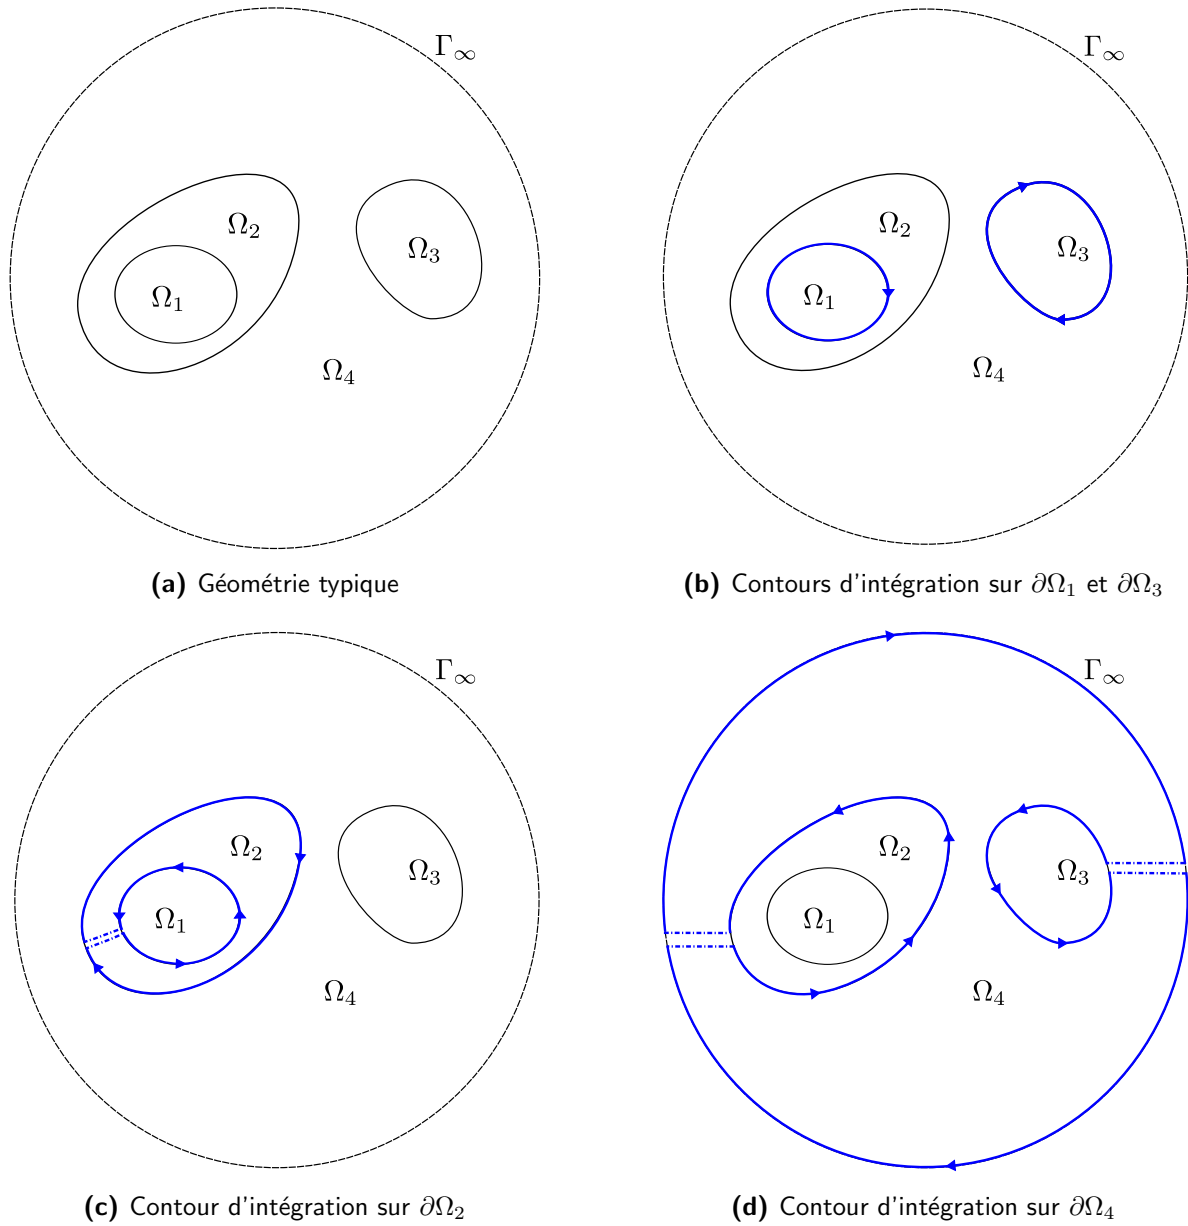 Γ∞
Ω2
Ω3
Ω1
Ω4
(a) Géométrie typique
Γ∞
Ω2
Ω3
Ω1
Ω4
(b) Contours d'intégration sur ∂Ω1 et ∂Ω3
Γ∞
Ω2
Ω3
Ω1
Ω4
(c) Contour d'intégration sur ∂Ω2
Γ∞
Ω2
Ω3
Ω1
Ω4
(d) Contour d'intégration sur ∂Ω4